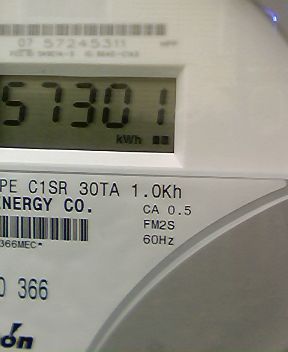 07 57245311
57301
kWh
PE C1SR 30TA 1.0Kh
ENERGY CO.
CA 0.5
FM2S
366MEC*
60Hz
0 366
on